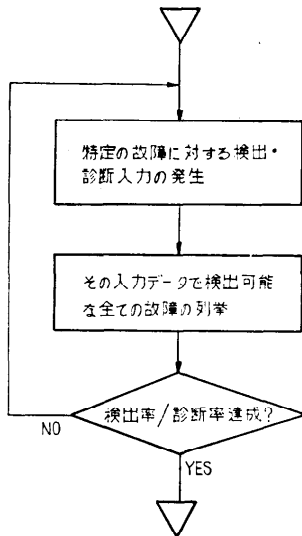 特定の故障に対する検出・
診断入力の発生
その入力データで検出可能
な全ての故障の列挙
検出率/診断率達成?
NO
YES